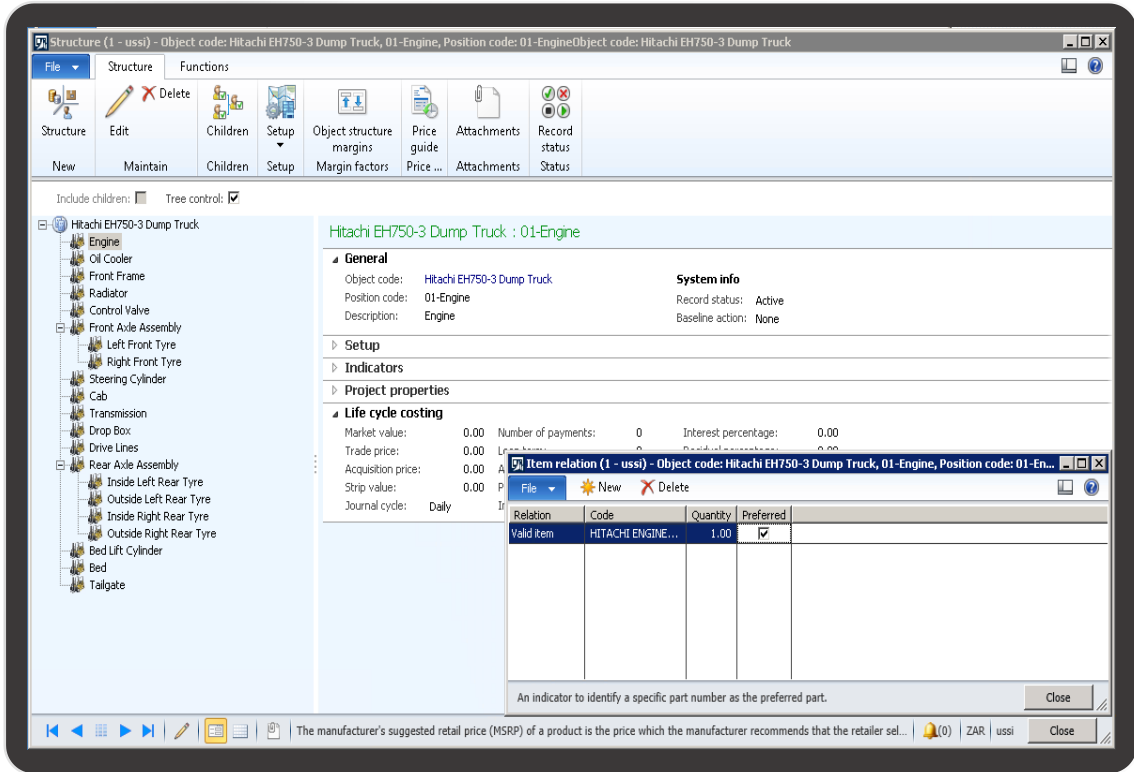 Structure (1 - ussi) - Object code: Hitachi EH750-3 Dump Truck, 01-Engine, Position code: 01-EngineObject code: Hitachi EH750-3 Dump Truck
File Structure Functions
Structure Edit Delete Children Setup Object structure margins Price guide Attachments Record status
New Maintain Children Setup Margin factors Price ... Attachments Status
Include children: Tree control:
Hitachi EH750-3 Dump Truck
Engine
Oil Cooler
Front Frame
Radiator
Control Valve
Front Axle Assembly
Left Front Tyre
Right Front Tyre
Steering Cylinder
Cab
Transmission
Drop Box
Drive Lines
Rear Axle Assembly
Inside Left Rear Tyre
Outside Left Rear Tyre
Inside Right Rear Tyre
Outside Right Rear Tyre
Bed Lift Cylinder
Bed
Tailgate
Hitachi EH750-3 Dump Truck : 01-Engine
General
Object code: Hitachi EH750-3 Dump Truck System info
Position code: 01-Engine Record status: Active
Description: Engine Baseline action: None
Setup
Indicators
Project properties
Life cycle costing
Market value: 0.00 Number of payments: 0 Interest percentage: 0.00
Trade price: 0.00
Acquisition price: 0.00 A
Strip value: 0.00 P
Journal cycle: Daily
Item relation (1 - ussi) - Object code: Hitachi EH750-3 Dump Truck, 01-Engine, Position code: 01-En...
File New Delete
Relation Code Quantity Preferred
Valid item HITACHI ENGINE... 1.00
An indicator to identify a specific part number as the preferred part. Close
The manufacturer's suggested retail price (MSRP) of a product is the price which the manufacturer recommends that the retailer sel... (0) ZAR ussi Close